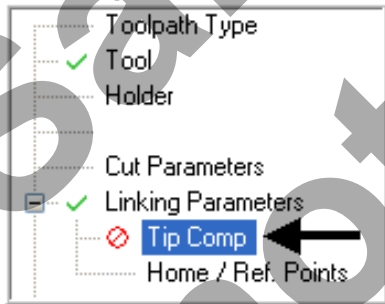 Toolpath Type
Tool
Holder
Cut Parameters
Linking Parameters
Tip Comp
Home / Ref. Points